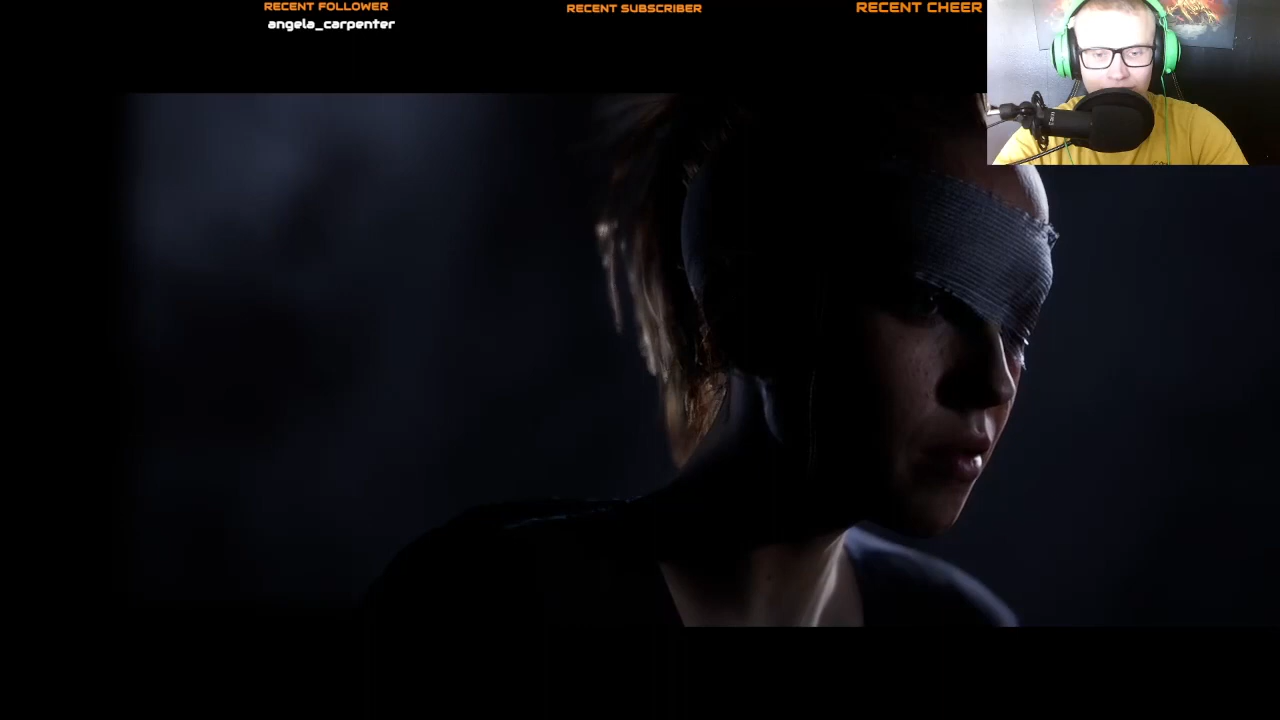 RECENT FOLLOWER
angela_carpenter
RECENT SUBSCRIBER
RECENT CHEER